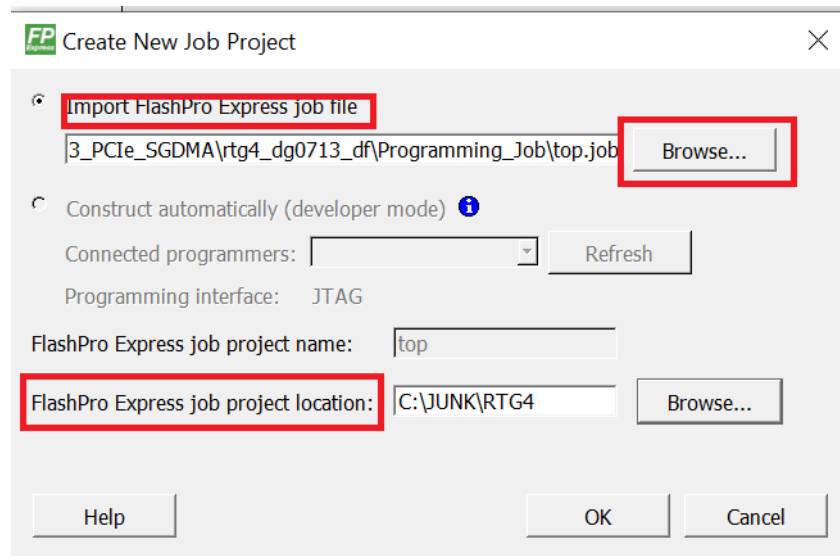 FP
Express
Create New Job Project
Import FlashPro Express job file
3_PCIe_SGDMA\rtg4_dg0713_df\Programming_Job\top.job
Browse...
Construct automatically (developer mode) i
Connected programmers:
Refresh
Programming interface: JTAG
FlashPro Express job project name: top
FlashPro Express job project location: C:\JUNK\RTG4 Browse...
Help OK Cancel